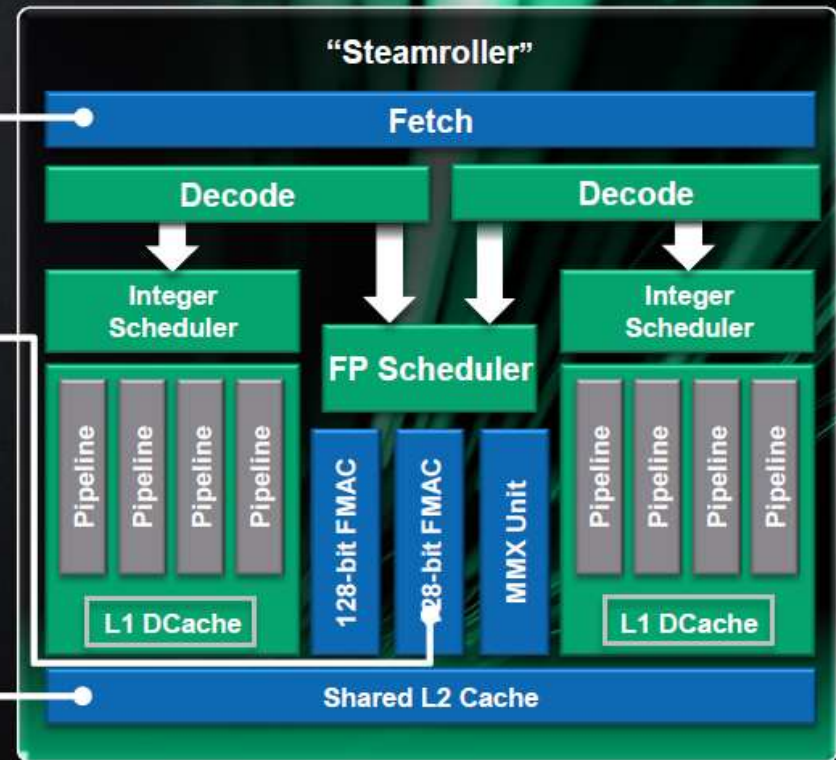 “Steamroller”
Fetch
Decode
Decode
Integer
Scheduler
FP Scheduler
Integer
Scheduler
Pipeline
Pipeline
Pipeline
Pipeline
L1 DCache
128-bit FMAC
128-bit FMAC
MMX Unit
Pipeline
Pipeline
Pipeline
Pipeline
L1 DCache
Shared L2 Cache